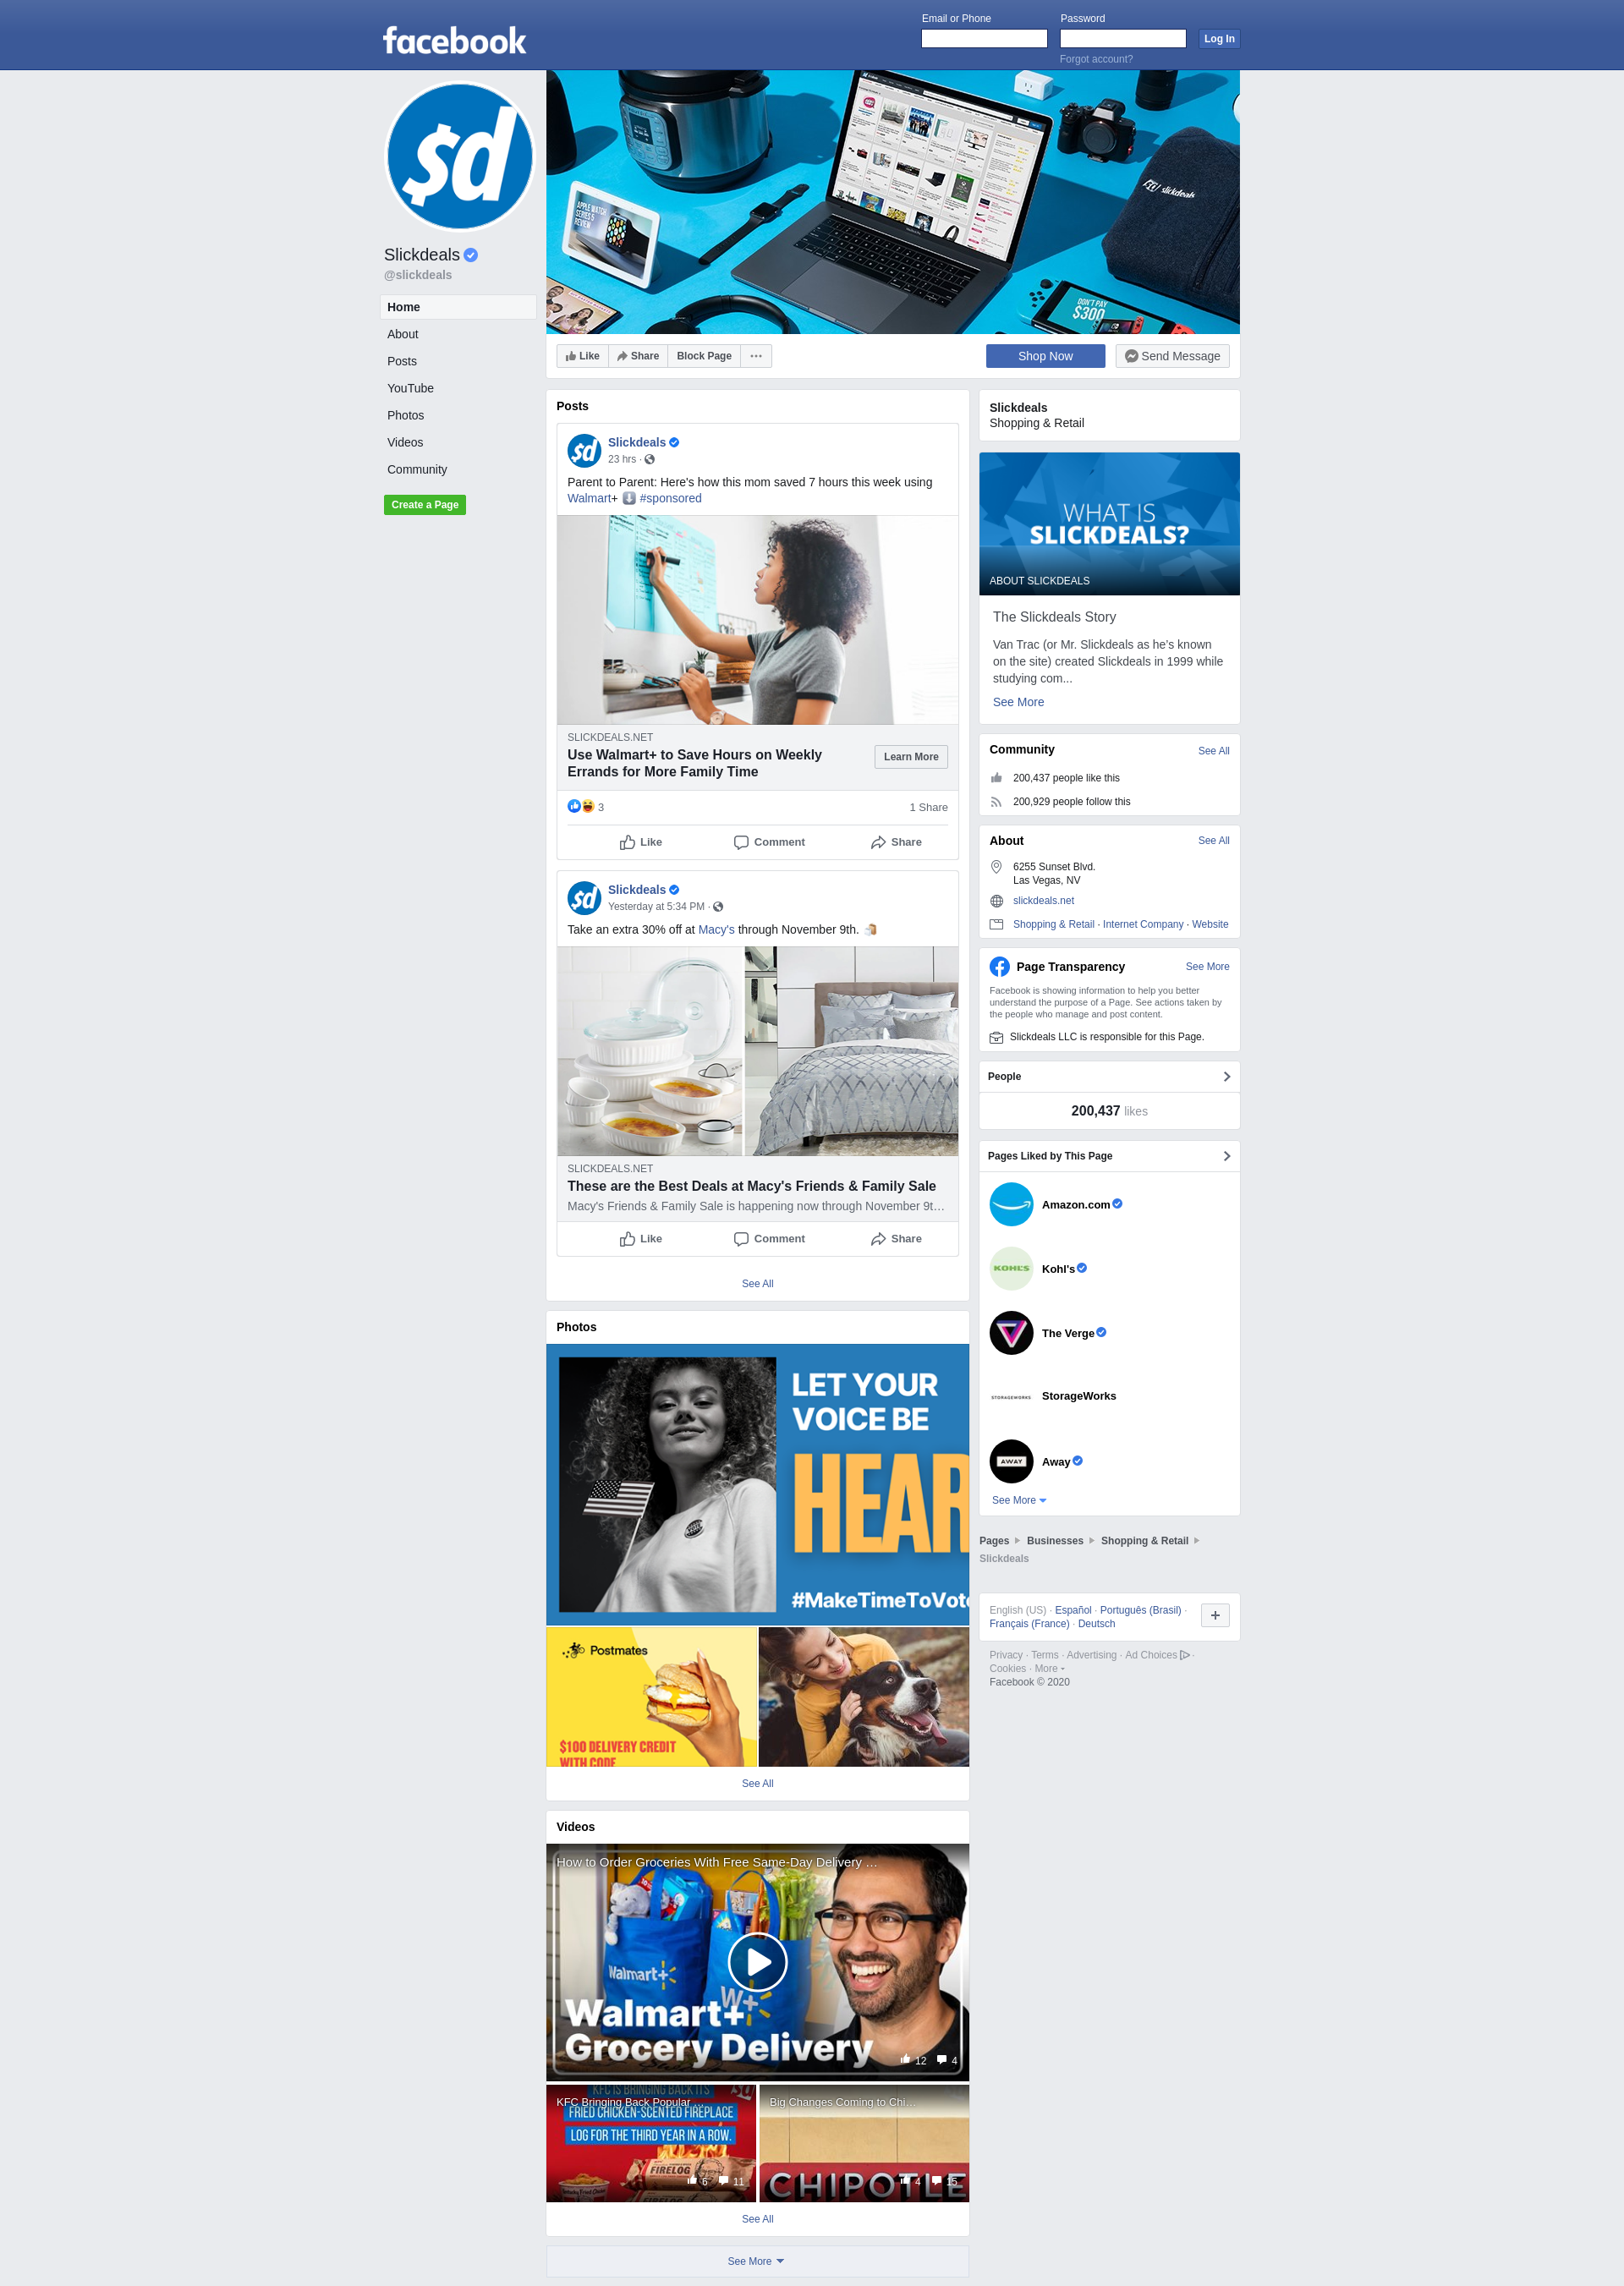 facebook
Email or Phone
Password
Log In
Forgot account?
$d
Slickdeals
@slickdeals
Home
About
Posts
YouTube
Photos
Videos
Community
Create a Page
APPLE WATCH
SERIES 5
REVIEW
slickdeals
DON'T PAY
$300
Like
Share
Block Page
Shop Now
Send Message
Posts
$d
Slickdeals
23 hrs ·
Parent to Parent: Here's how this mom saved 7 hours this week using
Walmart+ ⬇️ #sponsored
SLICKDEALS.NET
Use Walmart+ to Save Hours on Weekly
Errands for More Family Time
Learn More
3
1 Share
Like
Comment
Share
$d
Slickdeals
Yesterday at 5:34 PM ·
Take an extra 30% off at Macy's through November 9th.
SLICKDEALS.NET
These are the Best Deals at Macy's Friends & Family Sale
Macy's Friends & Family Sale is happening now through November 9t…
Like
Comment
Share
See All
Photos
LET YOUR
VOICE BE
HEAR
#MakeTimeToVote
Postmates
$100 DELIVERY CREDIT
WITH CODE
See All
Videos
How to Order Groceries With Free Same-Day Delivery …
Walmart
W+
Walmart+
Grocery Delivery
12
4
KFC IS BRINGING BACK ITS
KFC Bringing Back Popular …
FRIED CHICKEN-SCENTED FIREPLACE
LOG FOR THE THIRD YEAR IN A ROW.
FIRELOG
FIRELOG
6
11
Big Changes Coming to Chi…
CHIPOTLE
4
15
See All
See More
Slickdeals
Shopping & Retail
WHAT IS
SLICKDEALS?
ABOUT SLICKDEALS
The Slickdeals Story
Van Trac (or Mr. Slickdeals as he's known
on the site) created Slickdeals in 1999 while
studying com...
See More
Community
See All
200,437 people like this
200,929 people follow this
About
See All
6255 Sunset Blvd.
Las Vegas, NV
slickdeals.net
Shopping & Retail · Internet Company · Website
Page Transparency
See More
Facebook is showing information to help you better
understand the purpose of a Page. See actions taken by
the people who manage and post content.
Slickdeals LLC is responsible for this Page.
People
200,437 likes
Pages Liked by This Page
Amazon.com
KOHL'S
Kohl's
The Verge
STORAGEWORKS
StorageWorks
AWAY
Away
See More
Pages
Businesses
Shopping & Retail
Slickdeals
English (US) · Español · Português (Brasil) ·
Français (France) · Deutsch
Privacy · Terms · Advertising · Ad Choices ·
Cookies · More
Facebook © 2020